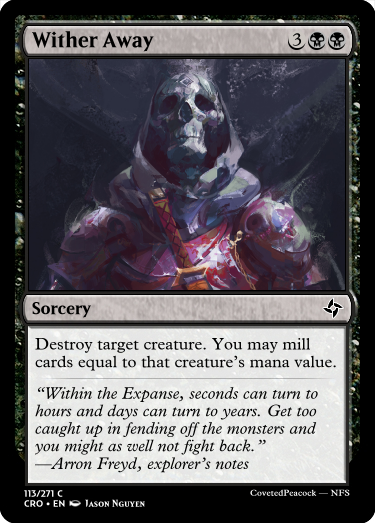 Wither Away 3
Sorcery
Destroy target creature. You may mill
cards equal to that creature's mana value.
“Within the Expanse, seconds can turn to
hours and days can turn to years. Get too
caught up in fending off the monsters and
you might as well not fight back.”
—Arron Freyd, explorer's notes
113/271 C
CRO • EN Jason Nguyen
CovetedPeacock — NFS